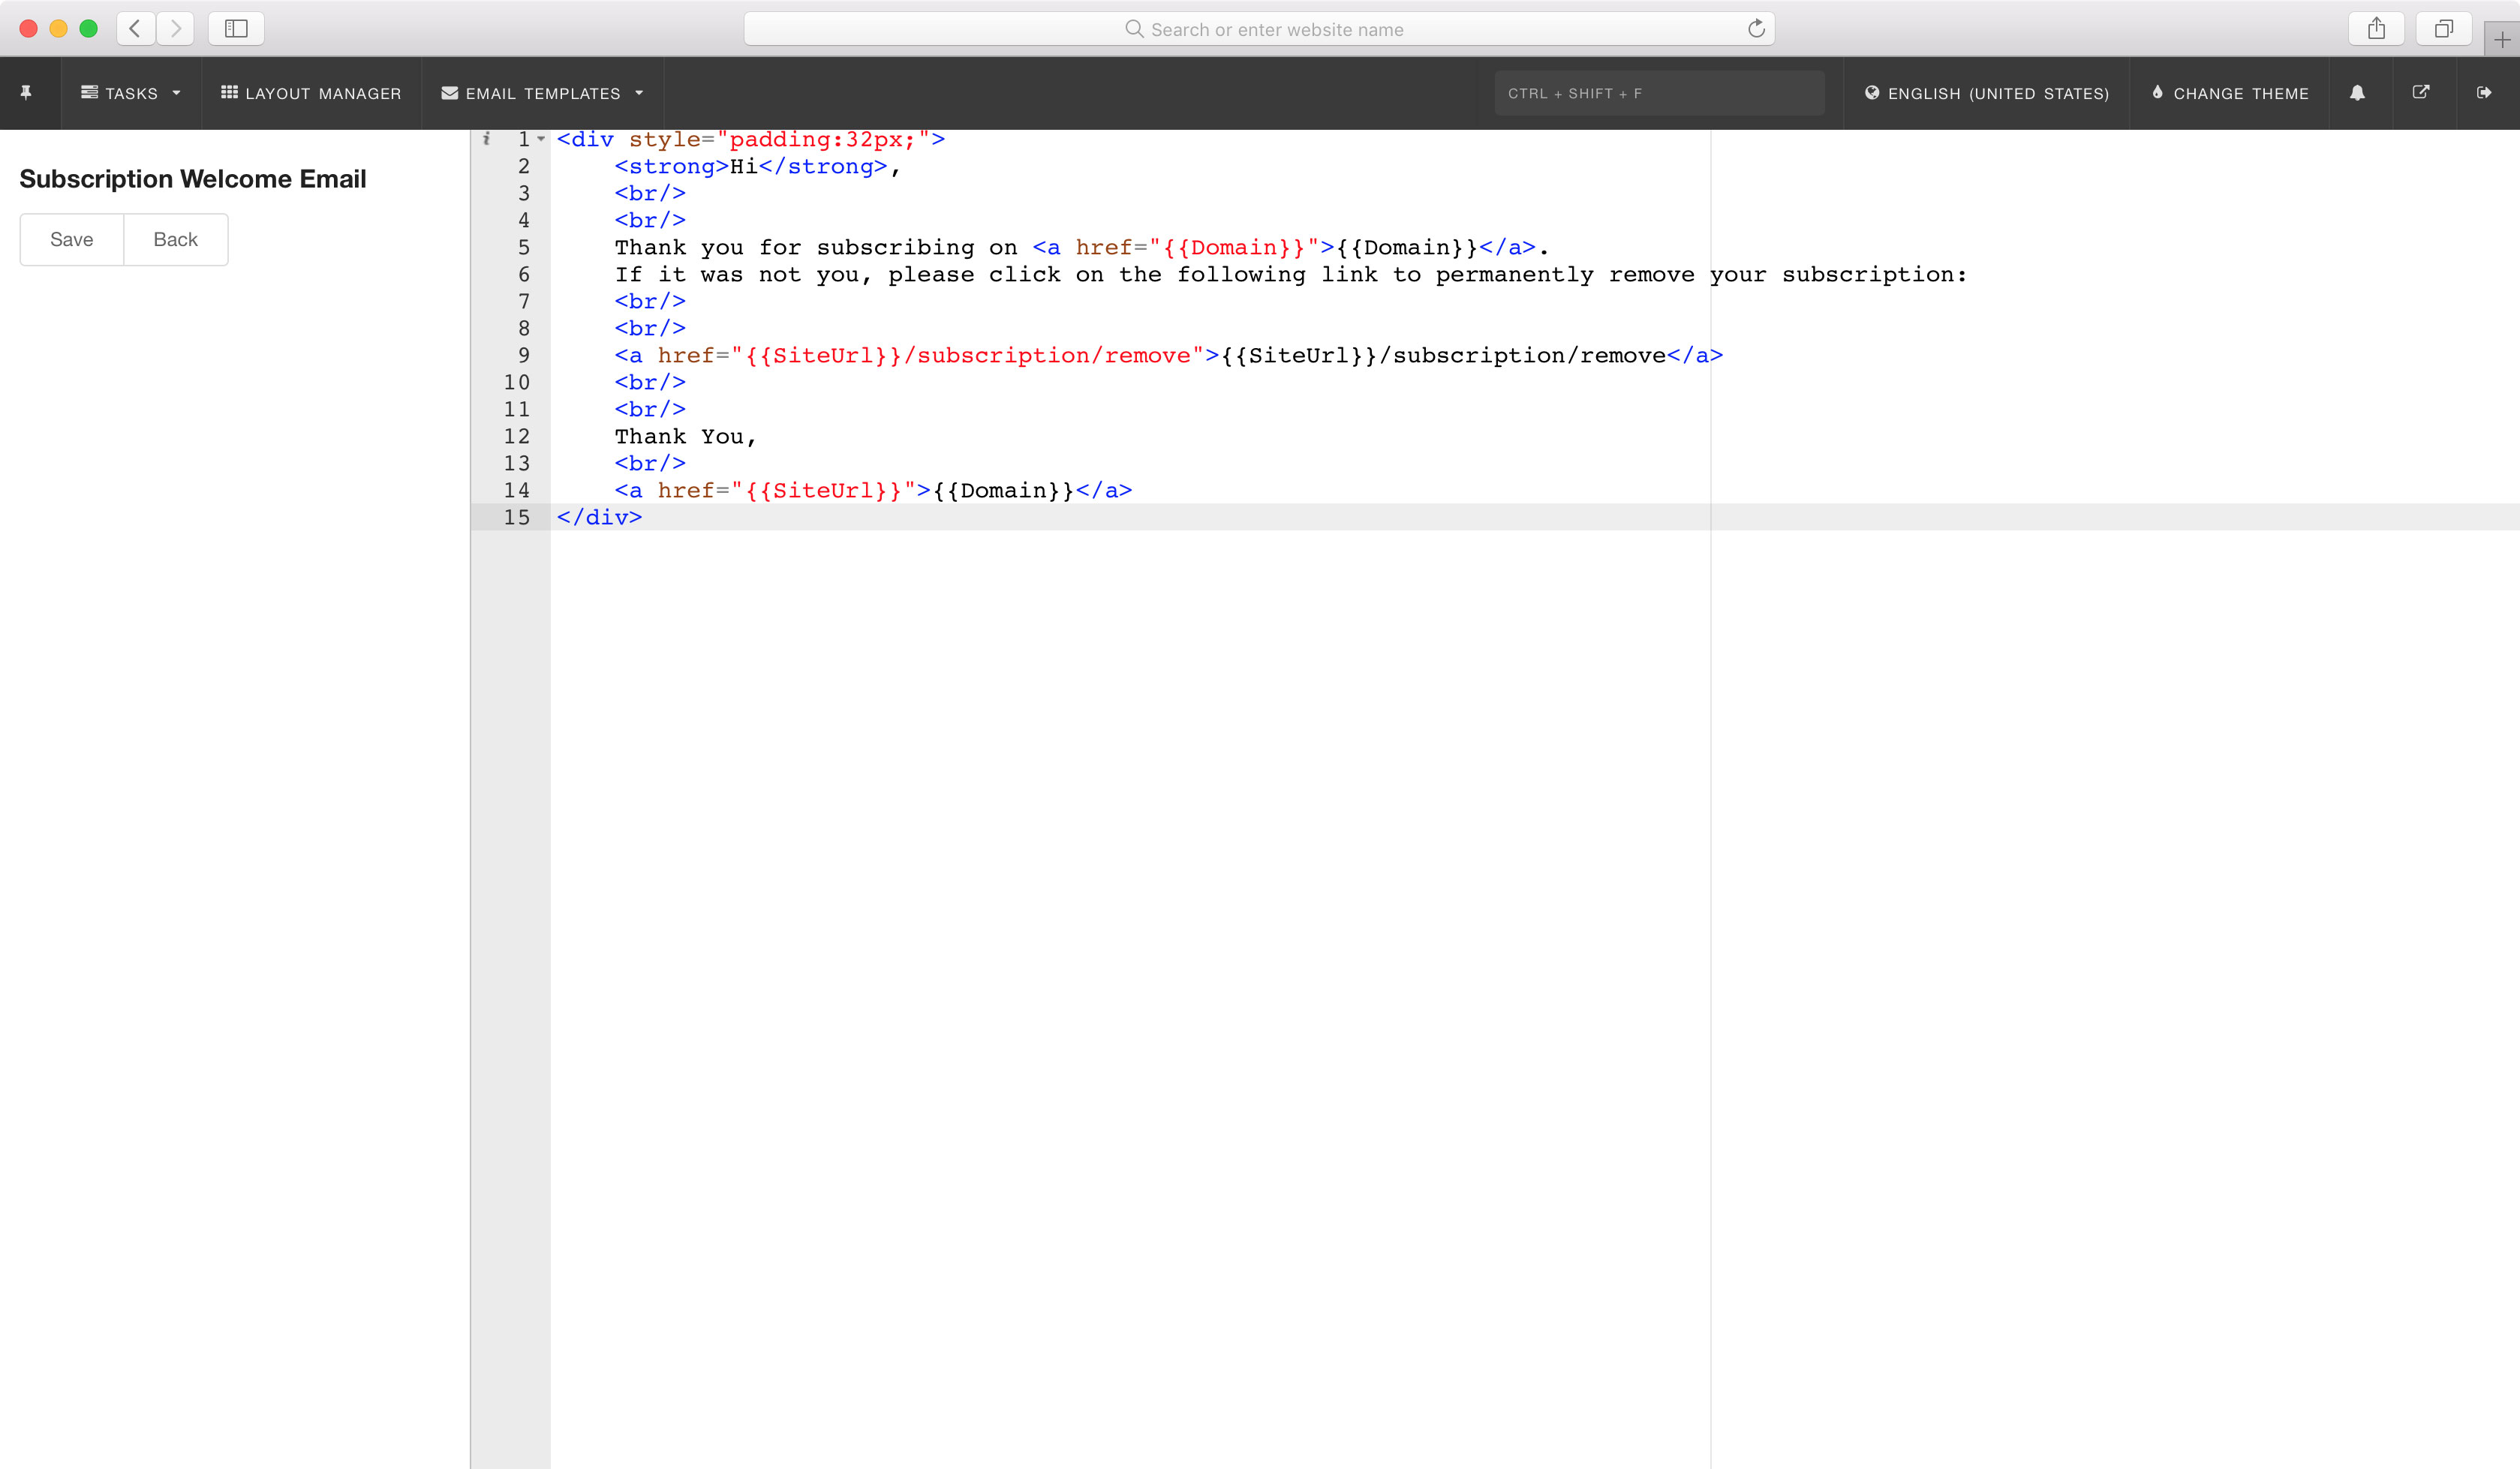 Search or enter website name
TASKS LAYOUT MANAGER EMAIL TEMPLATES CTRL + SHIFT + F ENGLISH (UNITED STATES) CHANGE THEME
Subscription Welcome Email
Save Back
1 <div style="padding:32px;">
2 <strong>Hi</strong>,
3 <br/>
4 <br/>
5 Thank you for subscribing on <a href="{{Domain}}">{{Domain}}</a>.
6 If it was not you, please click on the following link to permanently remove your subscription:
7 <br/>
8 <br/>
9 <a href="{{SiteUrl}}/subscription/remove">{{SiteUrl}}/subscription/remove</a>
10 <br/>
11 <br/>
12 Thank You,
13 <br/>
14 <a href="{{SiteUrl}}">{{Domain}}</a>
15 </div>